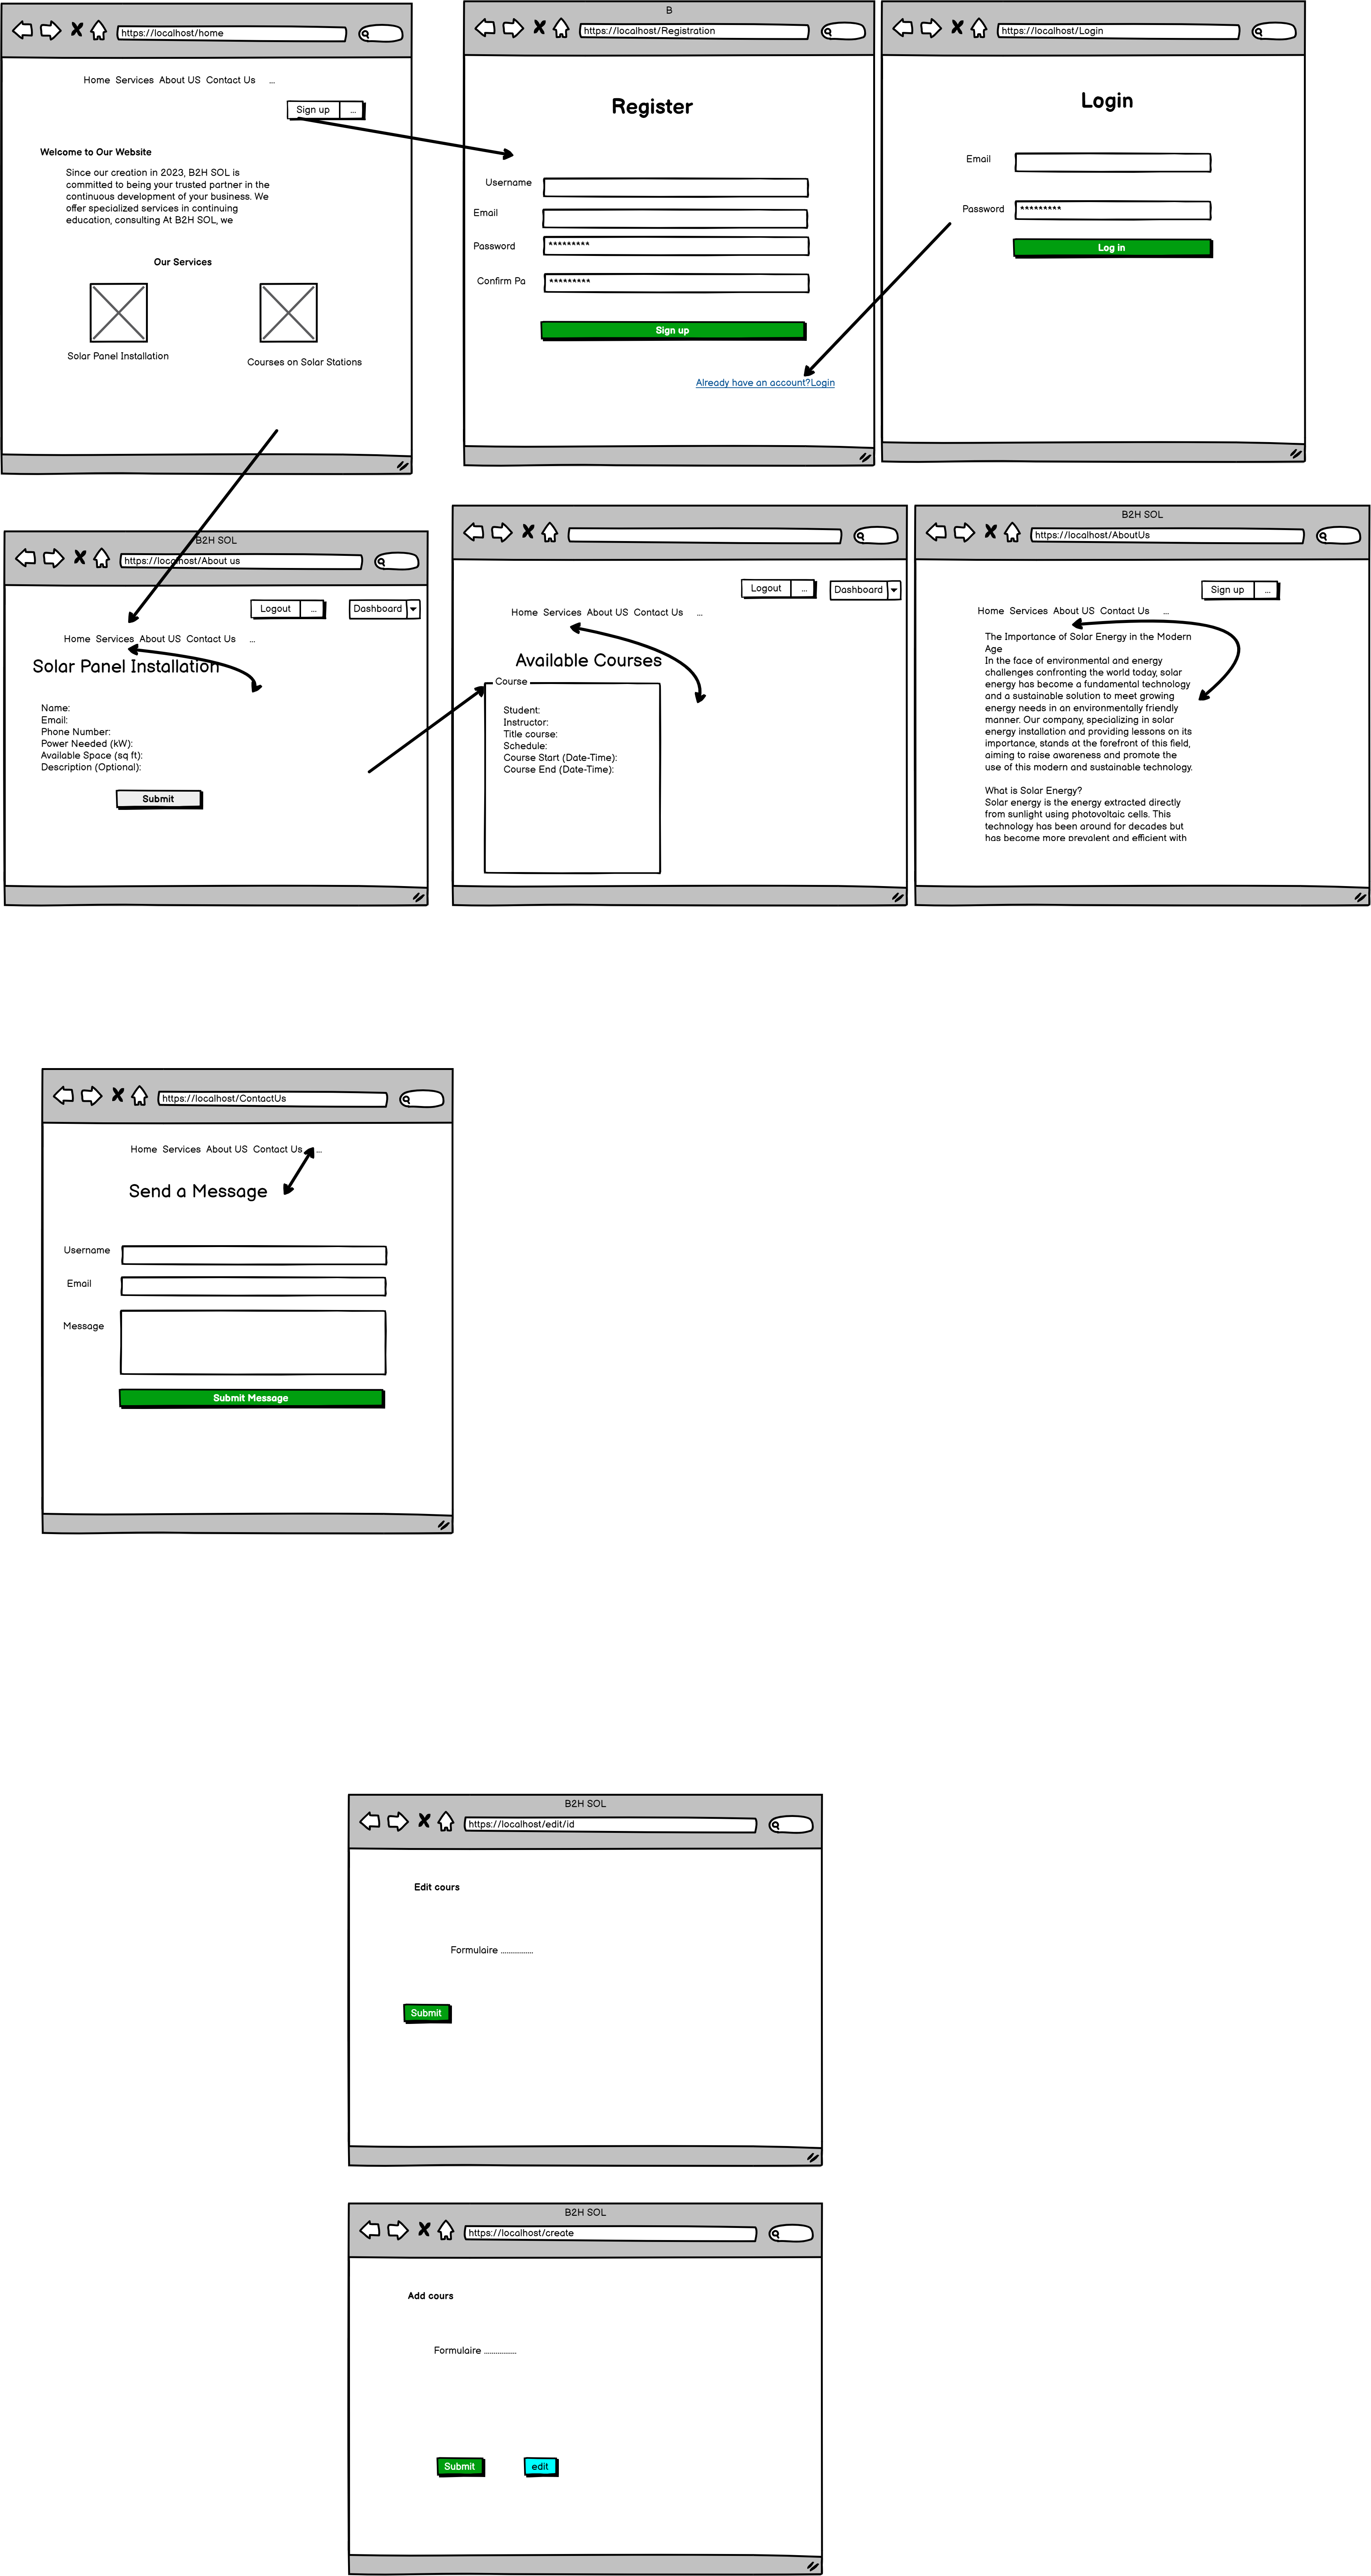 https://localhost/home
Home Services About US Contact Us ...
Sign up ...
Welcome to Our Website
Since our creation in 2023, B2H SOL is
committed to being your trusted partner in the
continuous development of your business. We
offer specialized services in continuing
education, consulting At B2H SOL, we
Our Services
Solar Panel Installation
Courses on Solar Stations
B
https://localhost/Registration
Register
Username
Email
Password *********
Confirm Pa *********
Sign up
Already have an account?Login
https://localhost/Login
Login
Email
Password *********
Log in
B2H SOL
https://localhost/About us
Logout ... Dashboard
Home Services About US Contact Us ...
Solar Panel Installation
Name:
Email:
Phone Number:
Power Needed (kW):
Available Space (sq ft):
Description (Optional):
Submit
Logout ... Dashboard
Home Services About US Contact Us ...
Available Courses
Course
Student:
Instructor:
Title course:
Schedule:
Course Start (Date-Time):
Course End (Date-Time):
B2H SOL
https://localhost/AboutUs
Sign up ...
Home Services About US Contact Us ...
The Importance of Solar Energy in the Modern
Age
In the face of environmental and energy
challenges confronting the world today, solar
energy has become a fundamental technology
and a sustainable solution to meet growing
energy needs in an environmentally friendly
manner. Our company, specializing in solar
energy installation and providing lessons on its
importance, stands at the forefront of this field,
aiming to raise awareness and promote the
use of this modern and sustainable technology.
What is Solar Energy?
Solar energy is the energy extracted directly
from sunlight using photovoltaic cells. This
technology has been around for decades but
has become more prevalent and efficient with
https://localhost/ContactUs
Home Services About US Contact Us ...
Send a Message
Username
Email
Message
Submit Message
B2H SOL
https://localhost/edit/id
Edit cours
Formulaire ................
Submit
B2H SOL
https://localhost/create
Add cours
Formulaire ................
Submit edit